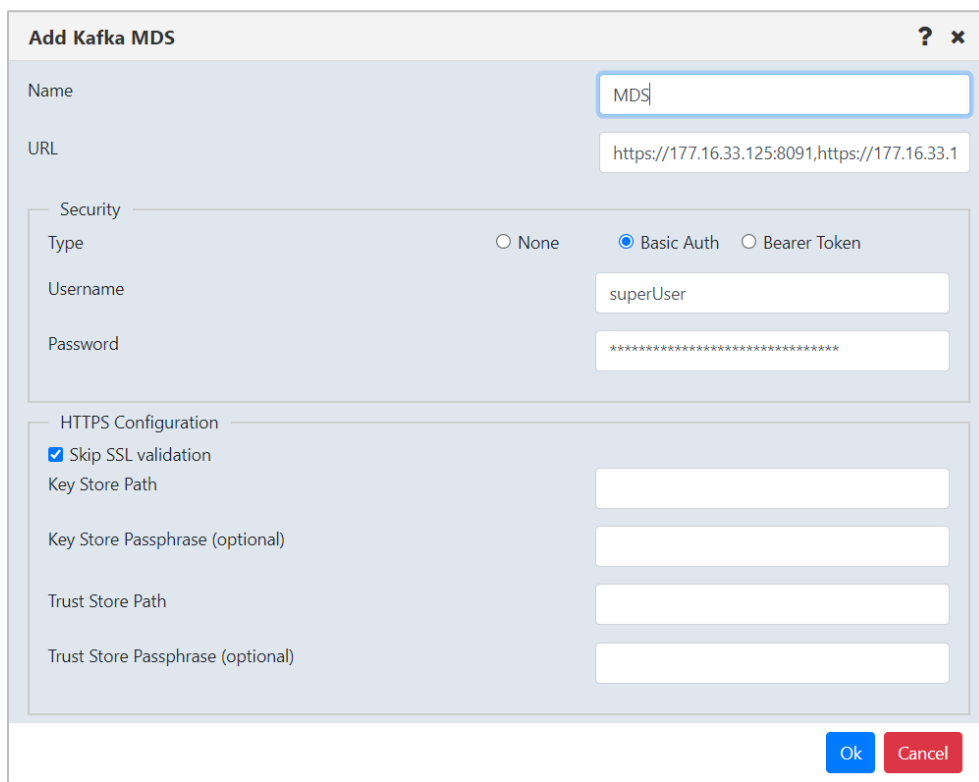 Add Kafka MDS ? ×
Name MDS
URL https://177.16.33.125:8091,https://177.16.33.1
Security
Type None Basic Auth Bearer Token
Username superUser
Password ********************************
HTTPS Configuration
Skip SSL validation
Key Store Path
Key Store Passphrase (optional)
Trust Store Path
Trust Store Passphrase (optional)
Ok Cancel